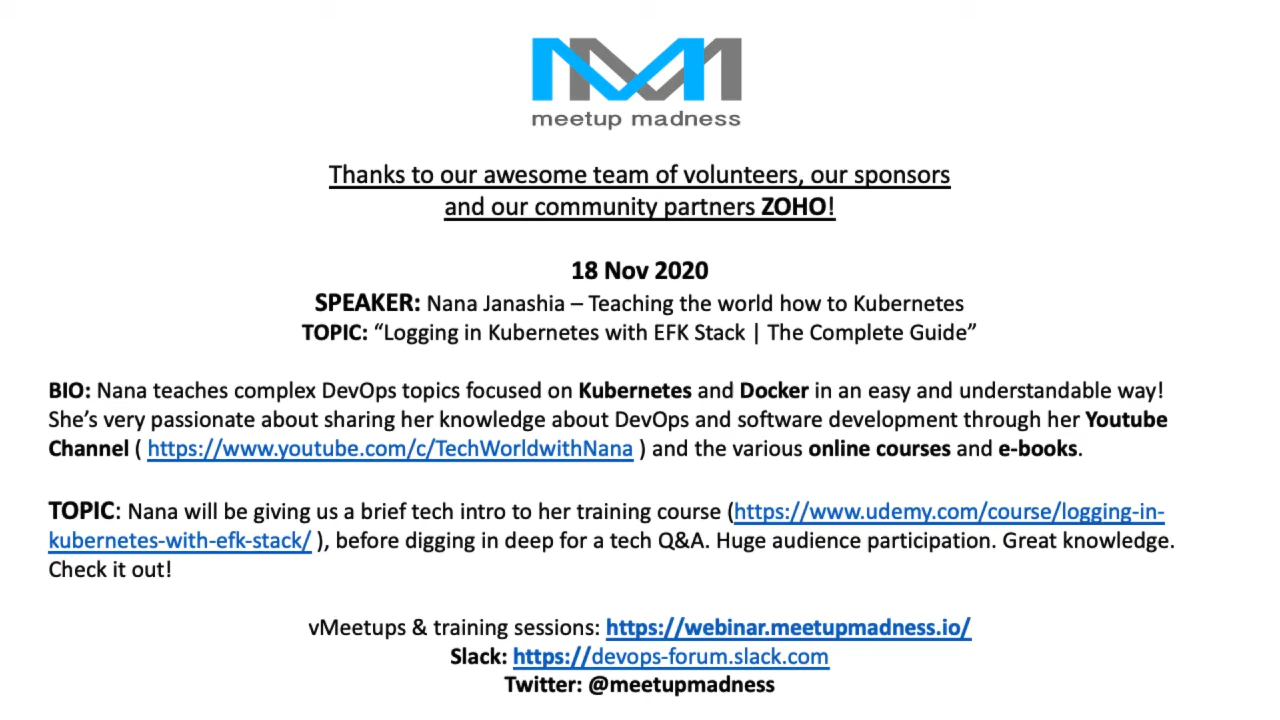 meetup madness
Thanks to our awesome team of volunteers, our sponsors
and our community partners ZOHO!
18 Nov 2020
SPEAKER: Nana Janashia – Teaching the world how to Kubernetes
TOPIC: “Logging in Kubernetes with EFK Stack | The Complete Guide”
BIO: Nana teaches complex DevOps topics focused on Kubernetes and Docker in an easy and understandable way!
She’s very passionate about sharing her knowledge about DevOps and software development through her Youtube
Channel ( https://www.youtube.com/c/TechWorldwithNana ) and the various online courses and e-books.
TOPIC: Nana will be giving us a brief tech intro to her training course (https://www.udemy.com/course/logging-in-
kubernetes-with-efk-stack/ ), before digging in deep for a tech Q&A. Huge audience participation. Great knowledge.
Check it out!
vMeetups & training sessions: https://webinar.meetupmadness.io/
Slack: https://devops-forum.slack.com
Twitter: @meetupmadness